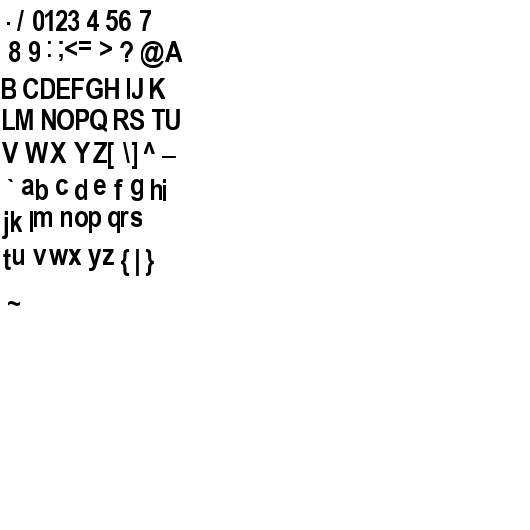 . / 0123 4 56 7
8 9 : ;<= > ? @A
B CDEFGH IJ K
LM NOPQ RS TU
V WX YZ[ \] ^ _
` ab c d e f g hi
jk lm nop qrs
tu vwx yz { | }
~